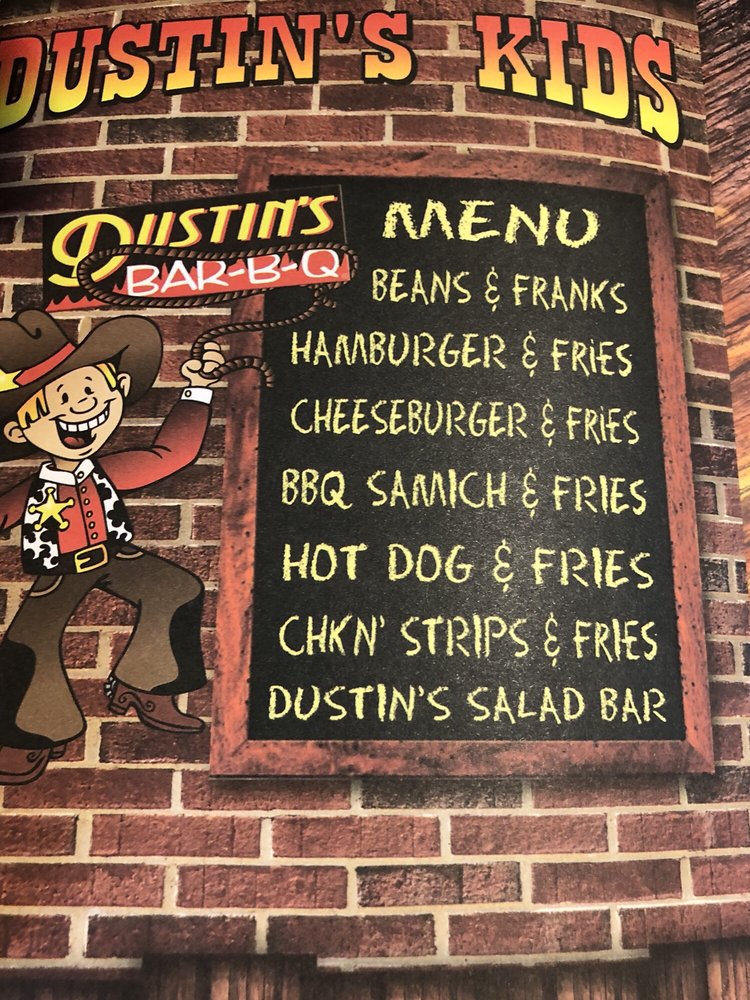 DUSTIN'S KIDS
DUSTIN'S
BAR-B-Q
MENU
BEANS & FRANKS
HAMBURGER & FRIES
CHEESEBURGER & FRIES
BBQ SAMICH & FRIES
HOT DOG & FRIES
CHKN' STRIPS & FRIES
DUSTIN'S SALAD BAR